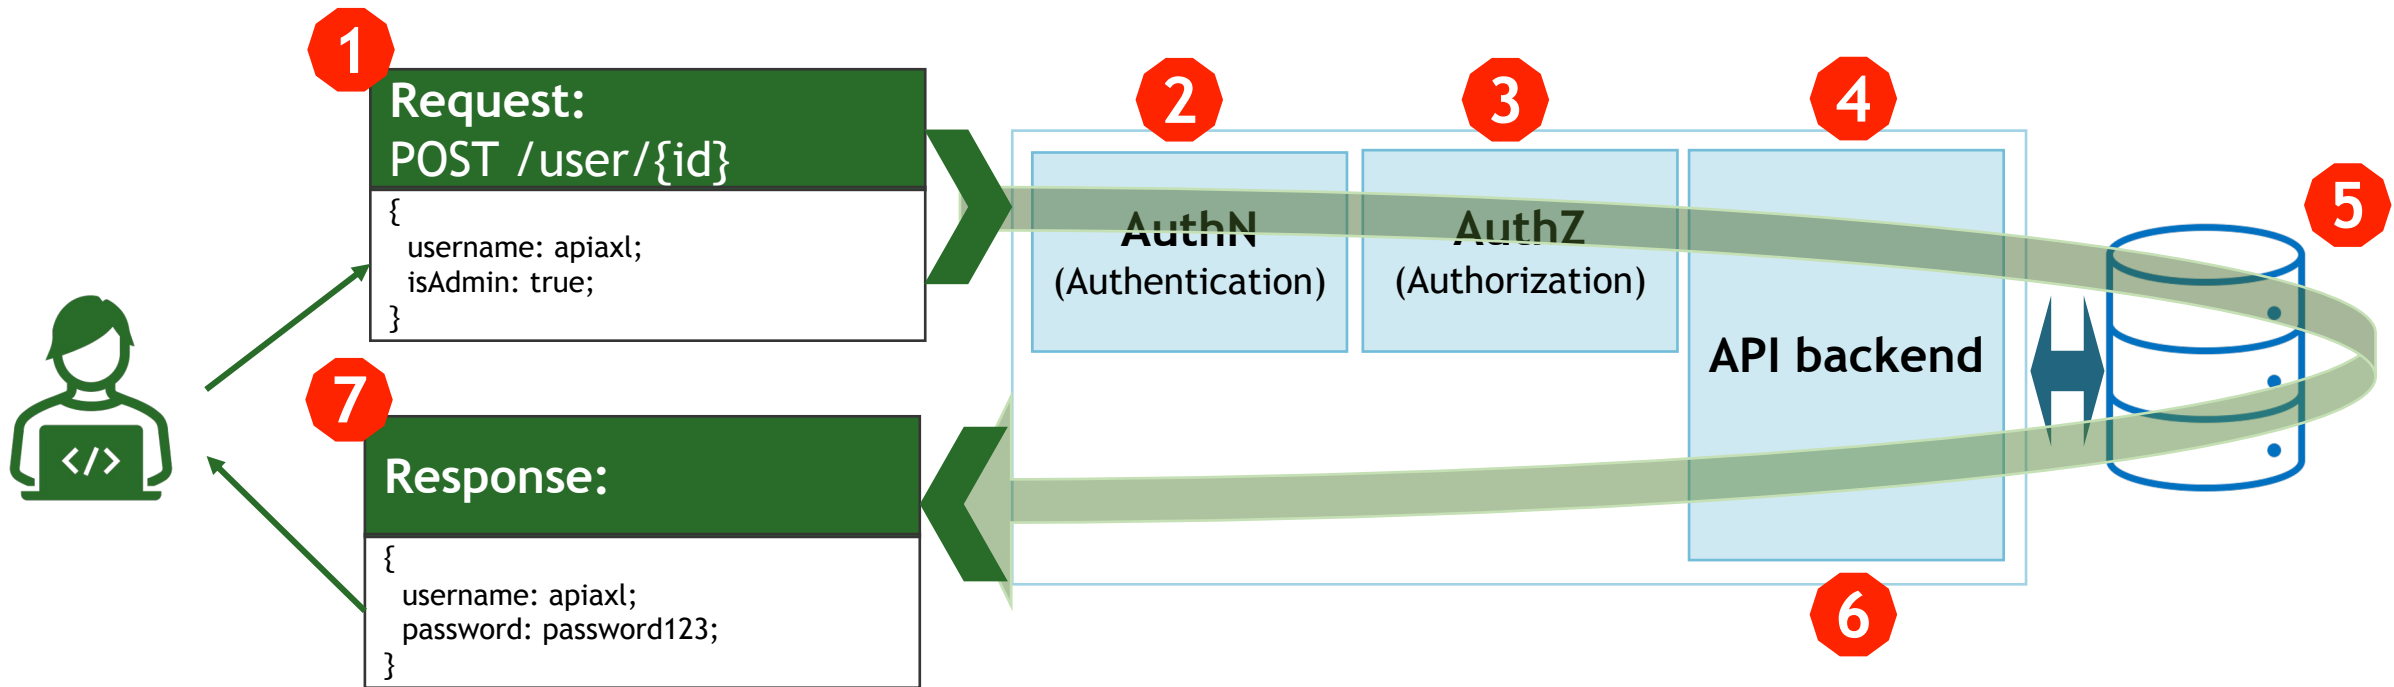 1
Request:
POST /user/{id}
{
username: apiaxl;
isAdmin: true;
}
2
AuthN
(Authentication)
3
AuthZ
(Authorization)
4
API backend
5
6
7
Response:
{
username: apiaxl;
password: password123;
}
</>